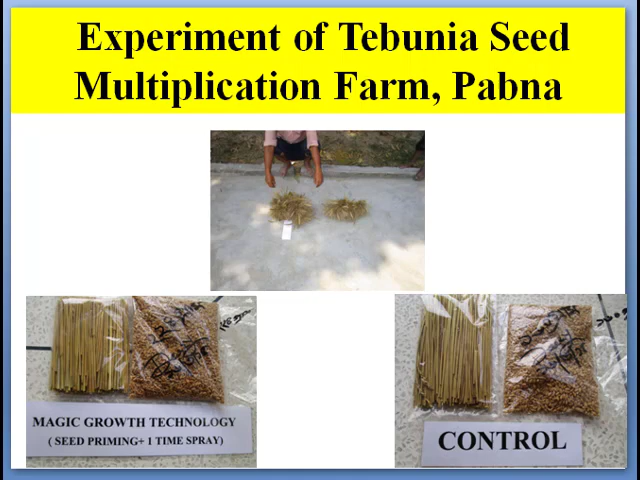 Experiment of Tebunia Seed
Multiplication Farm, Pabna
MAGIC GROWTH TECHNOLOGY
( SEED PRIMING+ 1 TIME SPRAY)
CONTROL